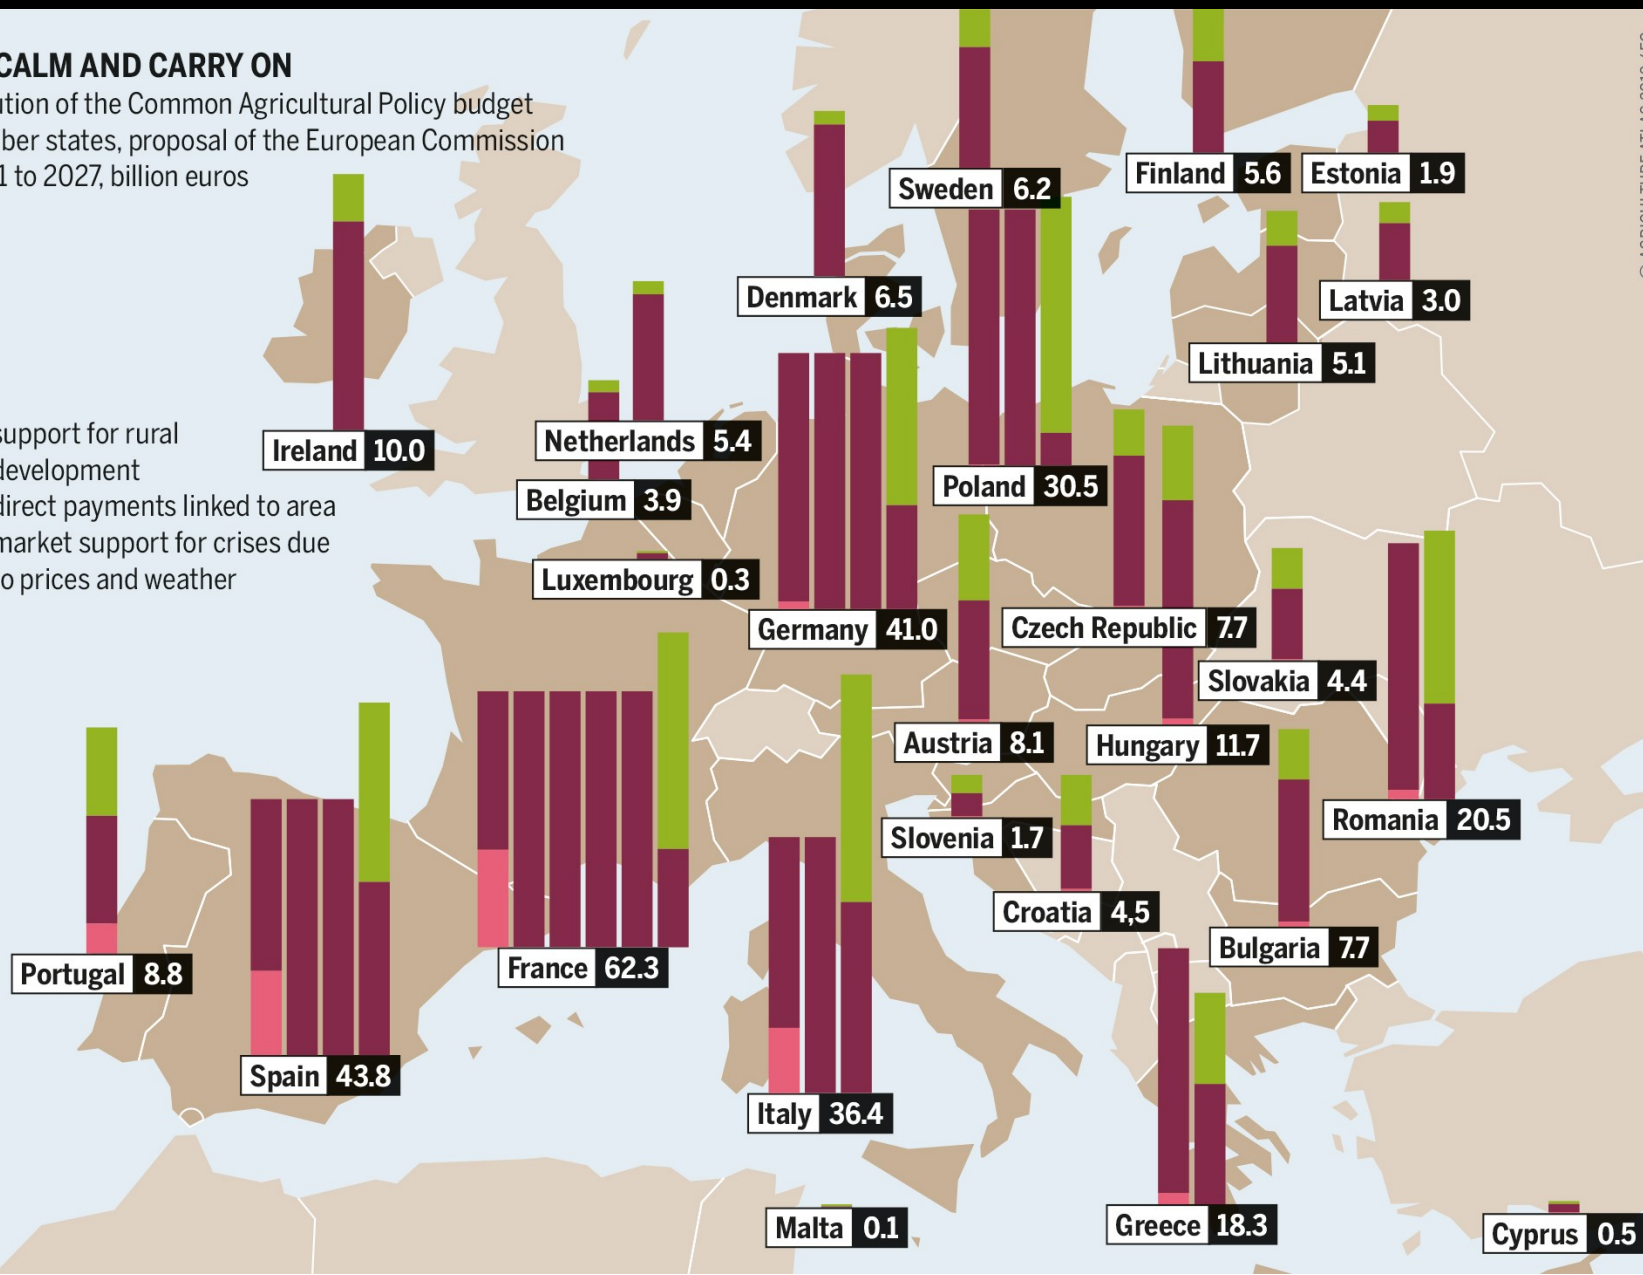 CALM AND CARRY ON
ution of the Common Agricultural Policy budget
ber states, proposal of the European Commission
1 to 2027, billion euros
Finland 5.6
Estonia 1.9
Sweden 6.2
Denmark 6.5
Latvia 3.0
Lithuania 5.1
Ireland 10.0
Netherlands 5.4
Belgium 3.9
Poland 30.5
support for rural
development
direct payments linked to area
market support for crises due
o prices and weather
Luxembourg 0.3
Germany 41.0
Czech Republic 7.7
Slovakia 4.4
Austria 8.1
Hungary 11.7
Romania 20.5
Slovenia 1.7
Croatia 4,5
Bulgaria 7.7
Portugal 8.8
France 62.3
Spain 43.8
Italy 36.4
Malta 0.1
Greece 18.3
Cyprus 0.5